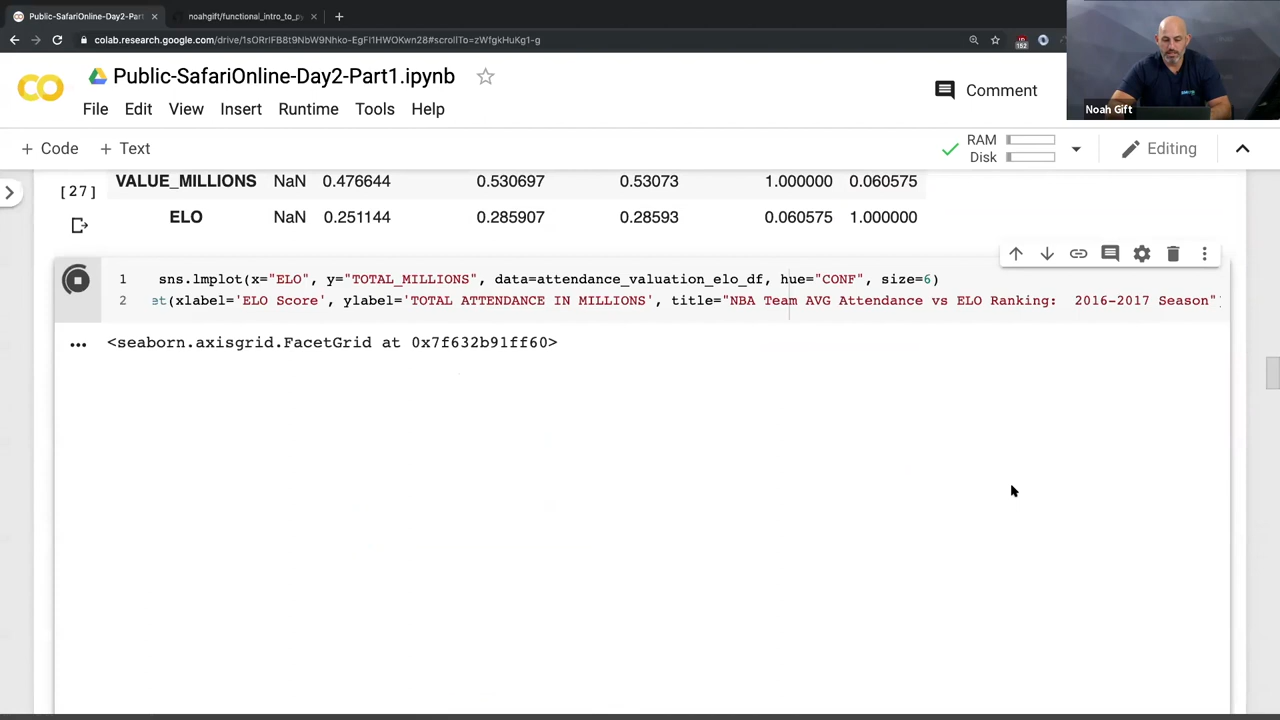 Public-SafariOnline-Day2-Part
noahgift/functional_intro_to_py
colab.research.google.com/drive/1sORrIFB8t9NbW9Nhko-EgFl1HWOKwn28#scrollTo=zWfgkHuKg1-g
152
Noah Gift
Public-SafariOnline-Day2-Part1.ipynb
Comment
File Edit View Insert Runtime Tools Help
+ Code + Text
RAM
Disk
Editing
[27]
VALUE_MILLIONS NaN 0.476644 0.530697 0.53073 1.000000 0.060575
ELO NaN 0.251144 0.285907 0.28593 0.060575 1.000000
1 sns.lmplot(x="ELO", y="TOTAL_MILLIONS", data=attendance_valuation_elo_df, hue="CONF", size=6)
2 et(xlabel='ELO Score', ylabel='TOTAL ATTENDANCE IN MILLIONS', title="NBA Team AVG Attendance vs ELO Ranking:  2016-2017 Season")
<seaborn.axisgrid.FacetGrid at 0x7f632b91ff60>